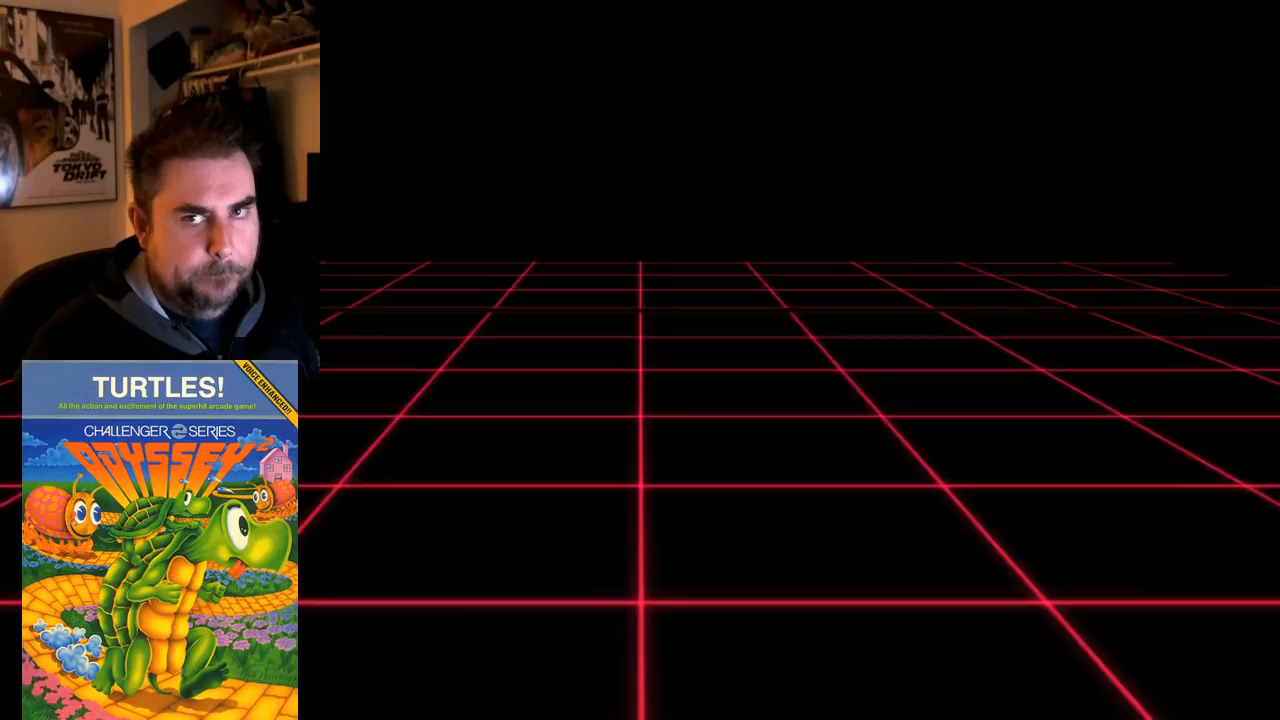 TOKYO
DRIFT
TURTLES!
All the action and excitement of the superhit arcade game!
VOICE ENHANCED!!
CHALLENGER SERIES
ODYSSEY²